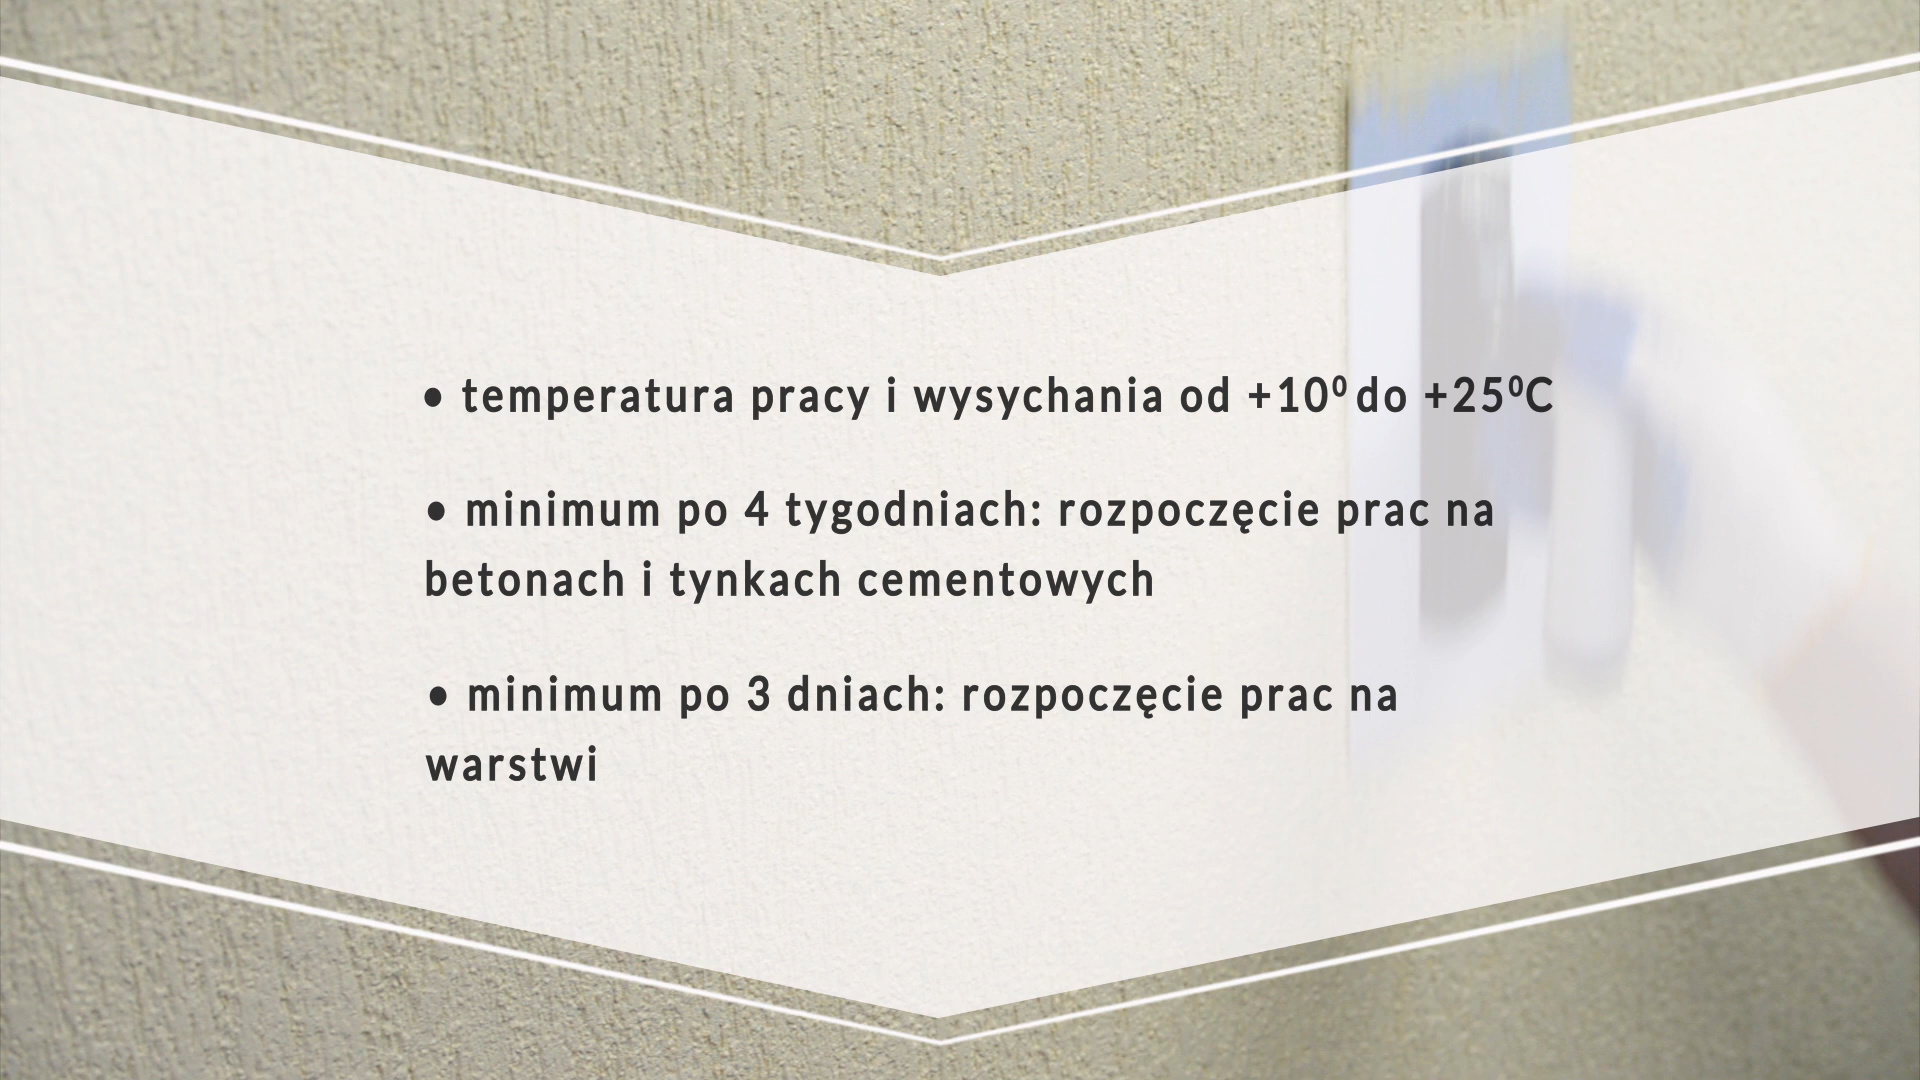 • temperatura pracy i wysychania od +10⁰ do +25⁰C
• minimum po 4 tygodniach: rozpoczęcie prac na
betonach i tynkach cementowych
• minimum po 3 dniach: rozpoczęcie prac na
warstwi